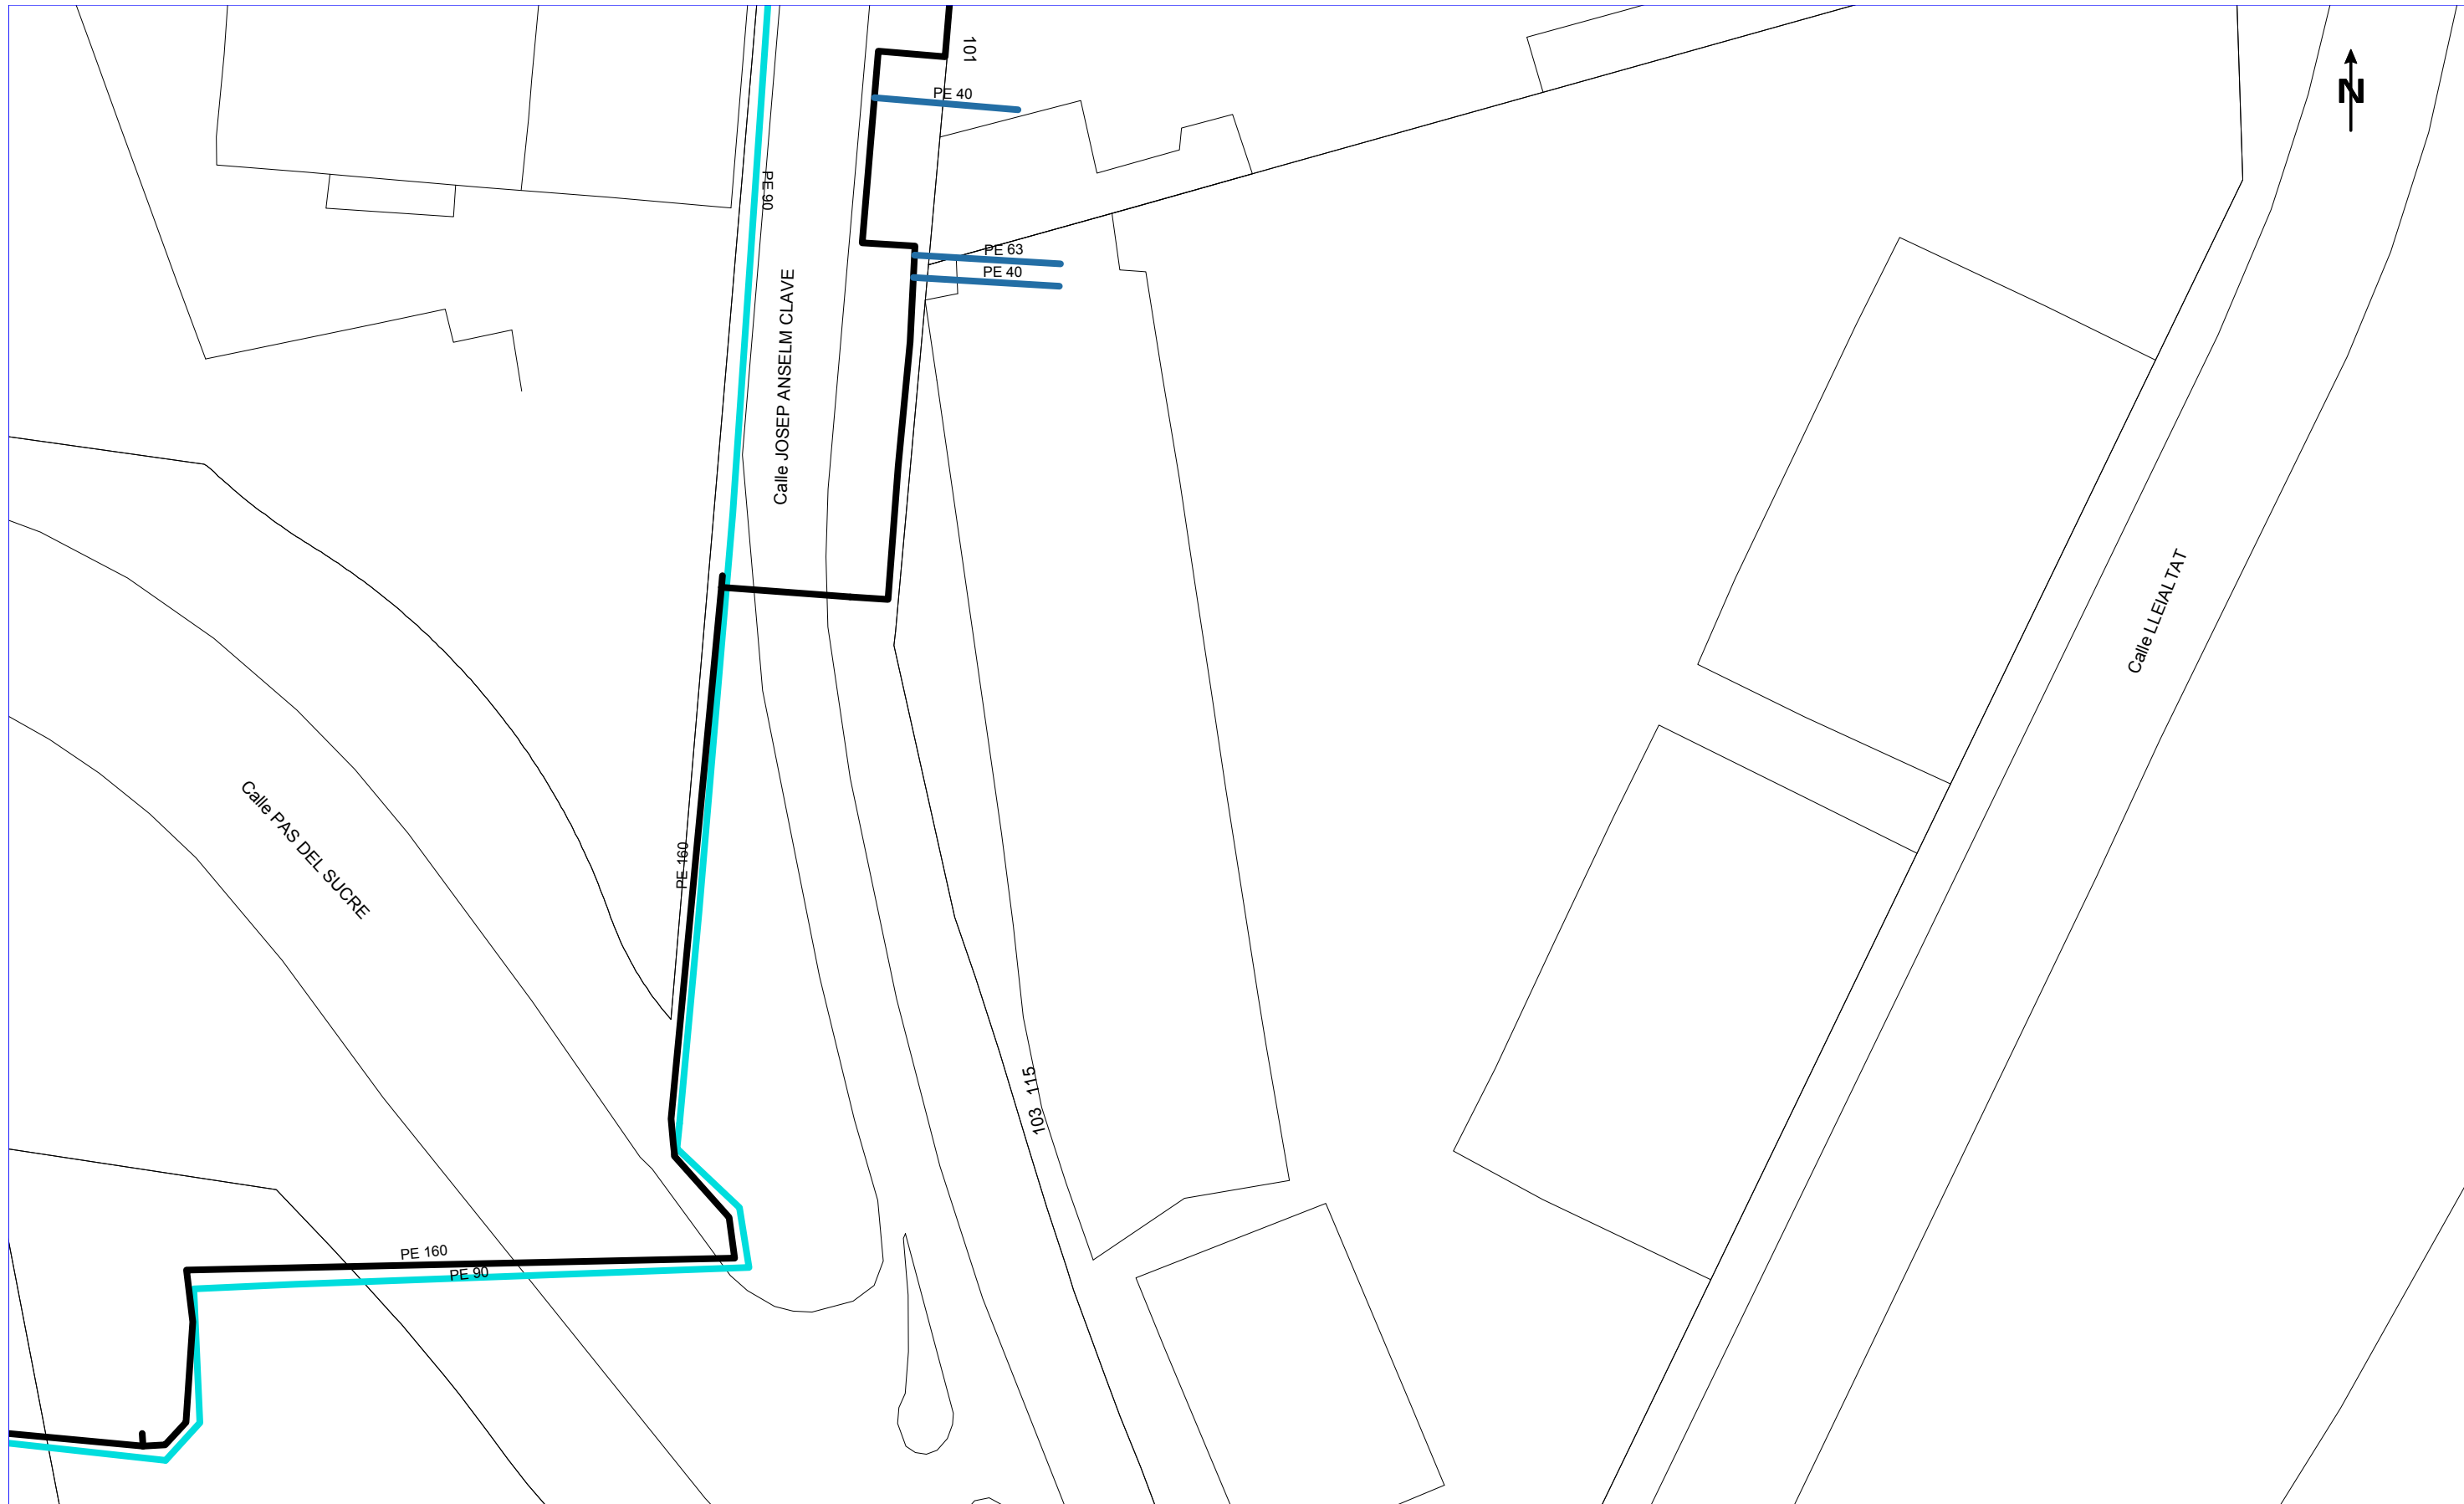 101
PE 40
N
PE 90
PE 63
PE 40
Calle JOSEP ANSELM CLAVE
Calle LLEIALTAT
Calle PAS DEL SUCRE
PE 160
103 115
PE 160
PE 90